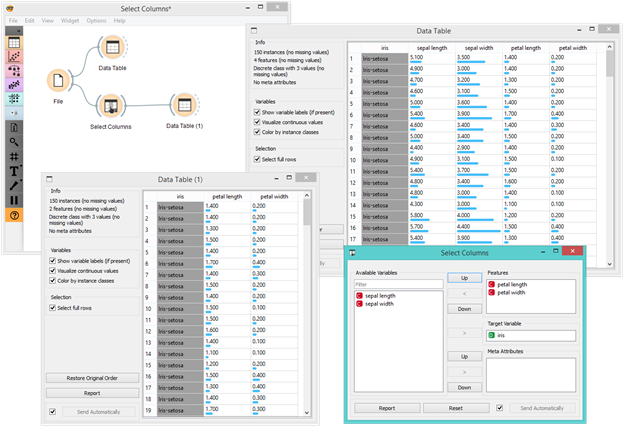 Select Columns*
File Edit View Widget Options Help
File
Data Table
Select Columns
Data Table (1)
Data Table
Info
150 instances (no missing values)
4 features (no missing values)
Discrete class with 3 values (no
missing values)
No meta attributes
Variables
Show variable labels (if present)
Visualize continuous values
Color by instance classes
Selection
Select full rows
iris sepal length sepal width petal length petal width
1 Iris-setosa 5.100 3.500 1.400 0.200
2 Iris-setosa 4.900 3.000 1.400 0.200
3 Iris-setosa 4.700 3.200 1.300 0.200
4 Iris-setosa 4.600 3.100 1.500 0.200
5 Iris-setosa 5.000 3.600 1.400 0.200
6 Iris-setosa 5.400 3.900 1.700 0.400
7 Iris-setosa 4.600 3.400 1.400 0.300
8 Iris-setosa 5.000 3.400 1.500 0.200
9 Iris-setosa 4.400 2.900 1.400 0.200
10 Iris-setosa 4.900 3.100 1.500 0.100
11 Iris-setosa 5.400 3.700 1.500 0.200
12 Iris-setosa 4.800 3.400 1.600 0.200
13 Iris-setosa 4.800 3.000 1.400 0.100
14 Iris-setosa 4.300 3.000 1.100 0.100
15 Iris-setosa 5.800 4.000 1.200 0.200
16 Iris-setosa 5.700 4.400 1.500 0.400
17 Iris-setosa 5.400 3.900 1.300 0.400
Data Table (1)
Info
150 instances (no missing values)
2 features (no missing values)
Discrete class with 3 values (no
missing values)
No meta attributes
Variables
Show variable labels (if present)
Visualize continuous values
Color by instance classes
Selection
Select full rows
Restore Original Order
Report
Send Automatically
iris petal length petal width
1 Iris-setosa 1.400 0.200
2 Iris-setosa 1.400 0.200
3 Iris-setosa 1.300 0.200
4 Iris-setosa 1.500 0.200
5 Iris-setosa 1.400 0.200
6 Iris-setosa 1.700 0.400
7 Iris-setosa 1.400 0.300
8 Iris-setosa 1.500 0.200
9 Iris-setosa 1.400 0.200
10 Iris-setosa 1.500 0.100
11 Iris-setosa 1.500 0.200
12 Iris-setosa 1.600 0.200
13 Iris-setosa 1.400 0.100
14 Iris-setosa 1.100 0.100
15 Iris-setosa 1.200 0.200
16 Iris-setosa 1.500 0.400
17 Iris-setosa 1.300 0.400
18 Iris-setosa 1.400 0.300
19 Iris-setosa 1.700 0.300
Select Columns
Available Variables
Filter
C sepal length
C sepal width
Up
<
Down
>
Up
>
Down
Features
C petal length
C petal width
Target Variable
D iris
Meta Attributes
Report
Reset
Send Automatically